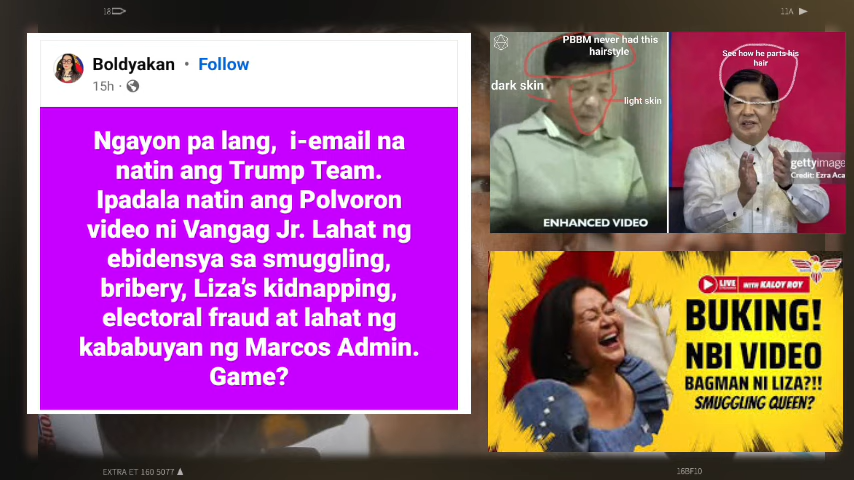 18
11A
Boldyakan • Follow
15h ·
Ngayon pa lang, i-email na
natin ang Trump Team.
Ipadala natin ang Polvoron
video ni Vangag Jr. Lahat ng
ebidensya sa smuggling,
bribery, Liza's kidnapping,
electoral fraud at lahat ng
kababuyan ng Marcos Admin.
Game?
PBBM never had this
hairstyle
dark skin
light skin
ENHANCED VIDEO
See how he parts his
hair
gettyimage
Credit: Ezra Aca
LIVE WITH KALOY ROY
BUKING!
NBI VIDEO
BAGMAN NI LIZA?!!
SMUGGLING QUEEN?
EXTRA ET 160 5077
16BF10